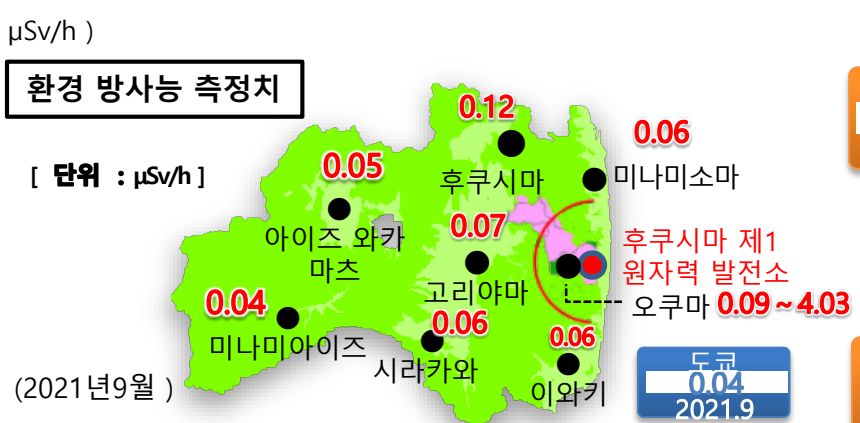 μSv/h )
환경 방사능 측정치
[ 단위 : μSv/h ]
0.12
후쿠시마
0.06
미나미소마
0.05
아이즈 와카
마츠
0.07
고리야마
후쿠시마 제1
원자력 발전소
오쿠마 0.09 ~ 4.03
0.04
미나미아이즈
0.06
시라카와
0.06
이와키
(2021년9월 )
도쿄
0.04
2021.9